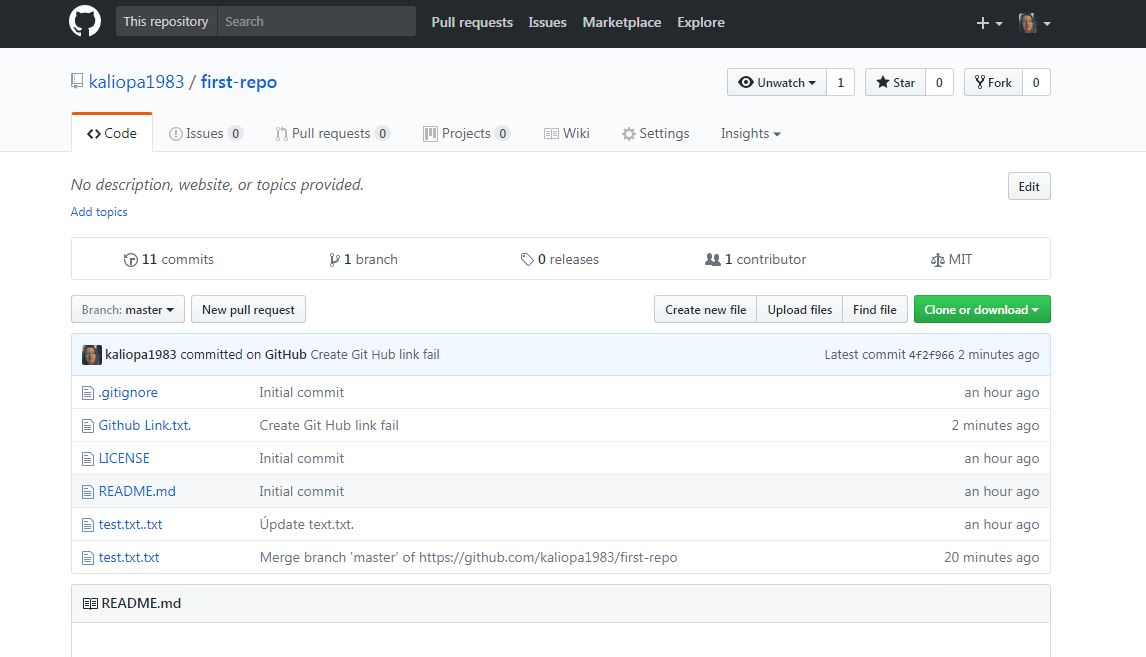 This repository Search Pull requests Issues Marketplace Explore
kaliopa1983 / first-repo Unwatch 1 Star 0 Fork 0
Code Issues 0 Pull requests 0 Projects 0 Wiki Settings Insights
No description, website, or topics provided. Edit
Add topics
11 commits 1 branch 0 releases 1 contributor MIT
Branch: master New pull request Create new file Upload files Find file Clone or download
kaliopa1983 committed on GitHub Create Git Hub link fail Latest commit 4f2f966 2 minutes ago
.gitignore Initial commit an hour ago
Github Link.txt. Create Git Hub link fail 2 minutes ago
LICENSE Initial commit an hour ago
README.md Initial commit an hour ago
test.txt..txt Úpdate text.txt. an hour ago
test.txt.txt Merge branch 'master' of https://github.com/kaliopa1983/first-repo 20 minutes ago
README.md